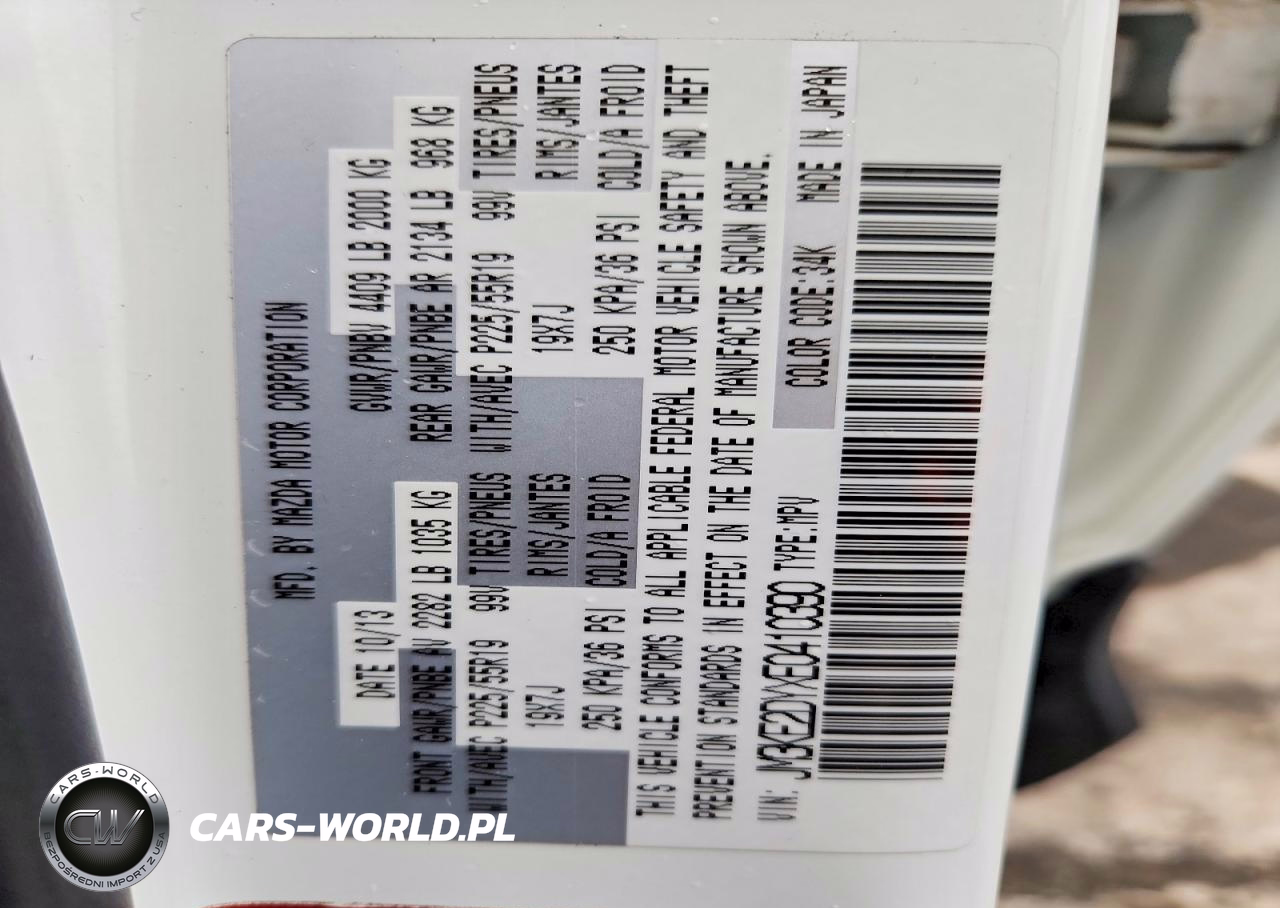 MFD. BY MAZDA MOTOR CORPORATION
DATE 10/13 GVWR/PNBV 4409 LB 2000 KG
FRONT GAWR/PNBE AV 2282 LB 1035 KG REAR GAWR/PNBE AR 2134 LB 968 KG
WITH/AVEC P225/55R19 99V TIRES/PNEUS WITH/AVEC P225/55R19 99V TIRES/PNEUS
19X7J RIMS/JANTES 19X7J RIMS/JANTES
250 KPA/36 PSI COLD/A FROID 250 KPA/36 PSI COLD/A FROID
THIS VEHICLE CONFORMS TO ALL APPLICABLE FEDERAL MOTOR VEHICLE SAFETY AND THEFT
PREVENTION STANDARDS IN EFFECT ON THE DATE OF MANUFACTURE SHOWN ABOVE.
VIN: JM3KE2DYXE0410390 TYPE:MPV COLOR CODE:34K MADE IN JAPAN
CARS-WORLD
CW
BEZPOŚREDNI IMPORT Z USA
CARS-WORLD.PL